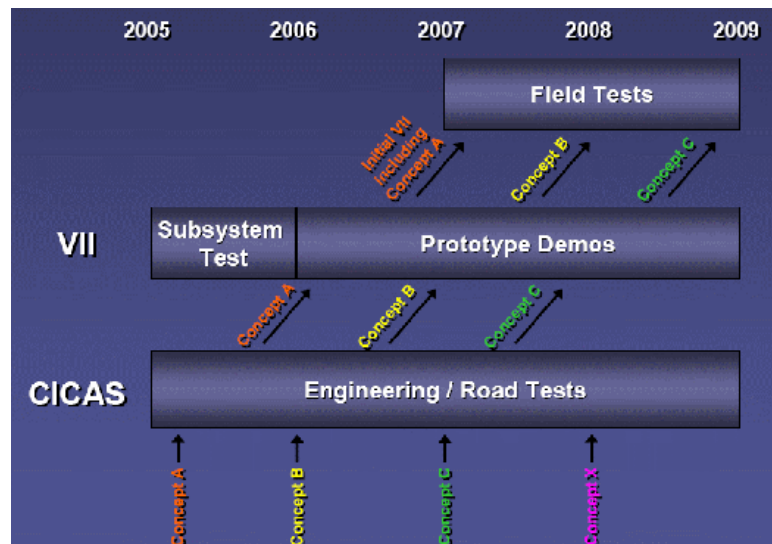 2005 2006 2007 2008 2009
Field Tests
Initial VII
including
Concept A
Concept B
Concept C
VII
Subsystem
Test
Prototype Demos
Concept A
Concept B
Concept C
CICAS
Engineering / Road Tests
Concept A
Concept B
Concept C
Concept X